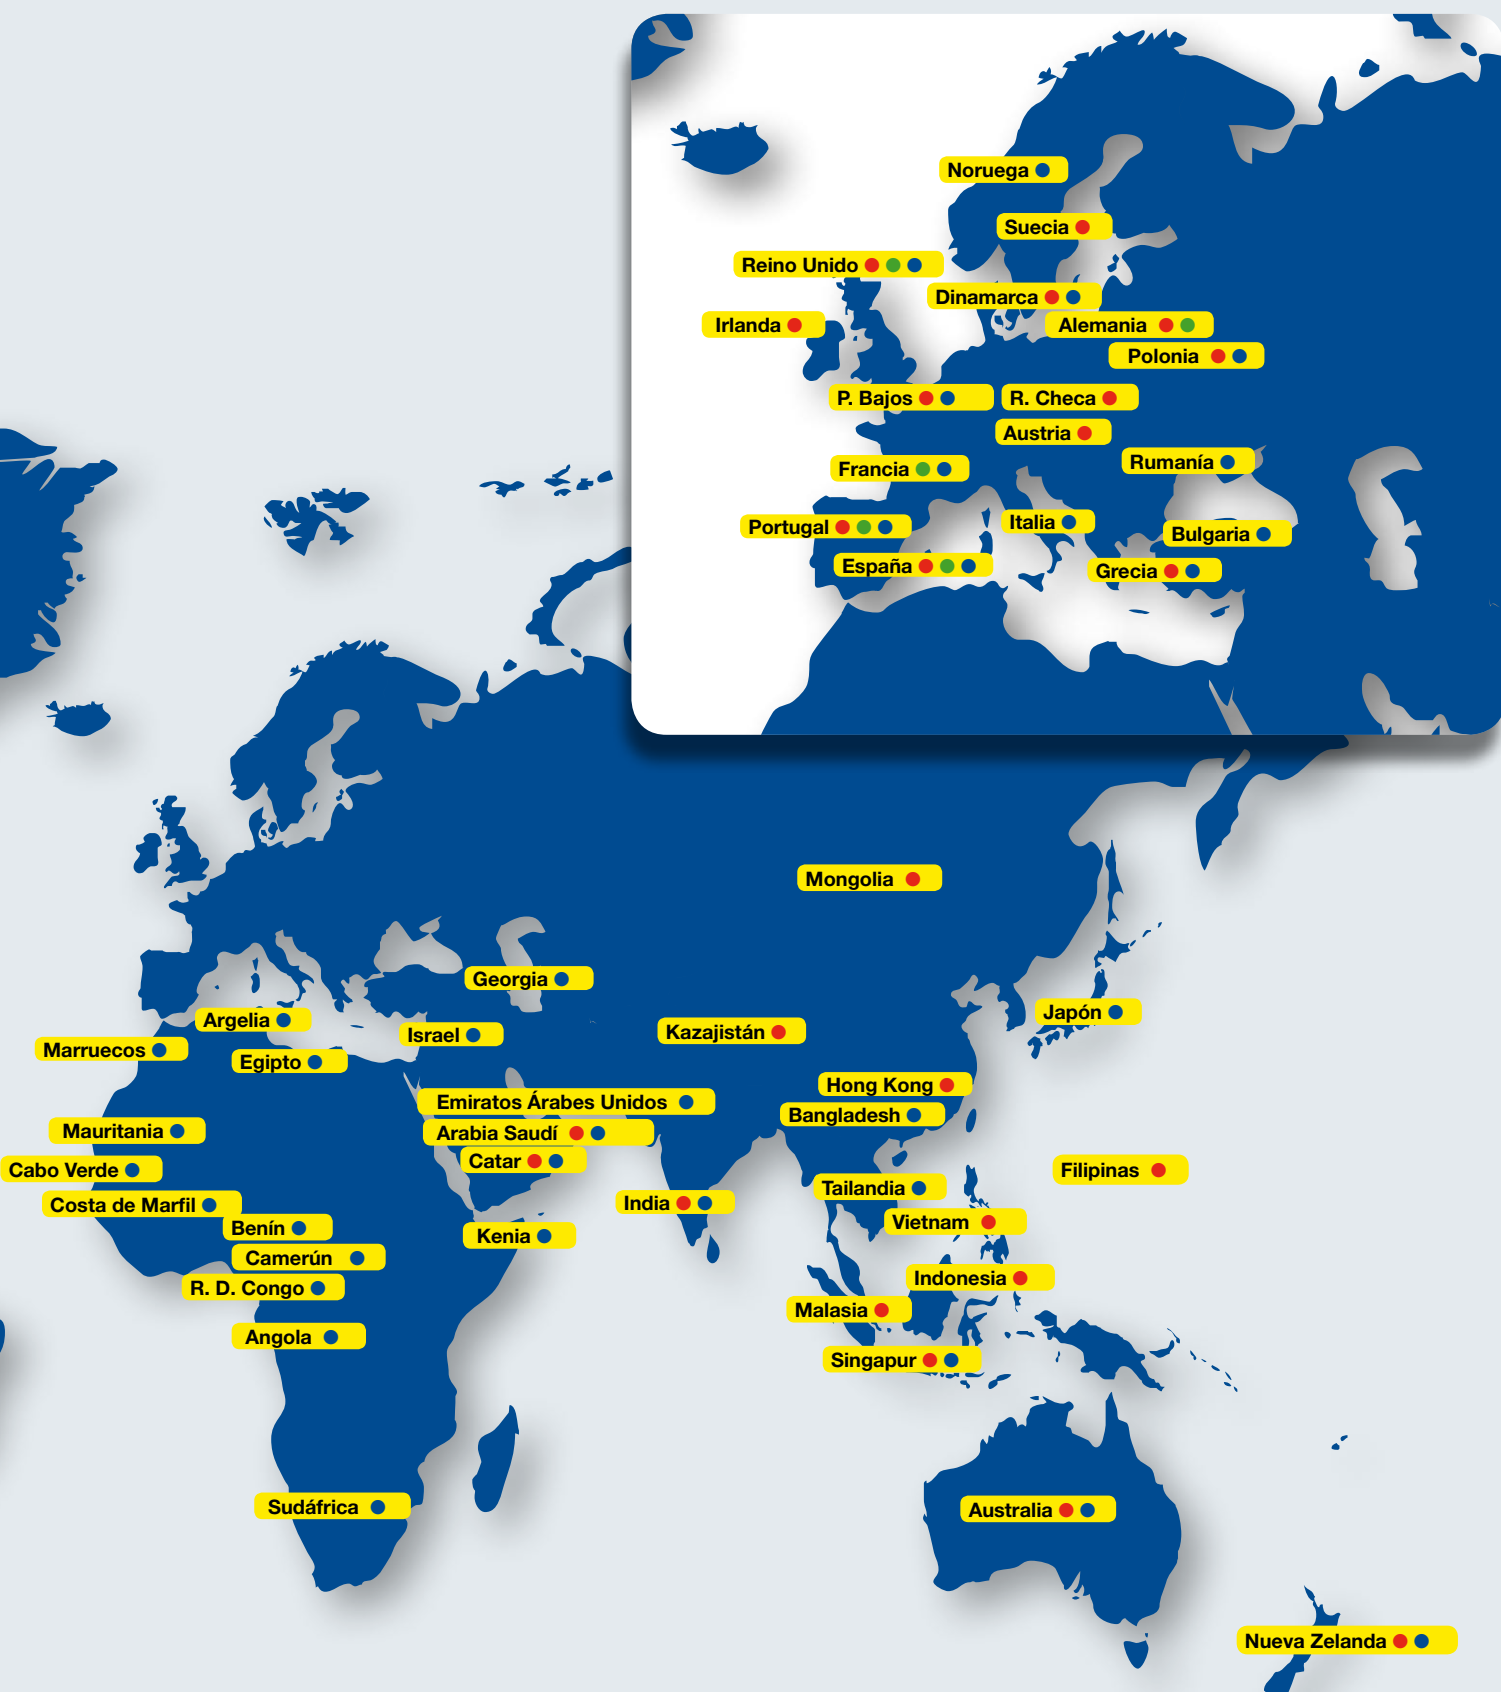 Noruega
Suecia
Reino Unido
Dinamarca
Irlanda
Alemania
Polonia
P. Bajos
R. Checa
Austria
Rumanía
Francia
Italia
Portugal
Bulgaria
España
Grecia
Mongolia
Georgia
Japón
Argelia
Israel
Kazajistán
Marruecos
Egipto
Hong Kong
Emiratos Árabes Unidos
Bangladesh
Mauritania
Arabia Saudí
Catar
Cabo Verde
Filipinas
Tailandia
Costa de Marfil
India
Vietnam
Benín
Kenia
Camerún
Indonesia
R. D. Congo
Malasia
Angola
Singapur
Sudáfrica
Australia
Nueva Zelanda